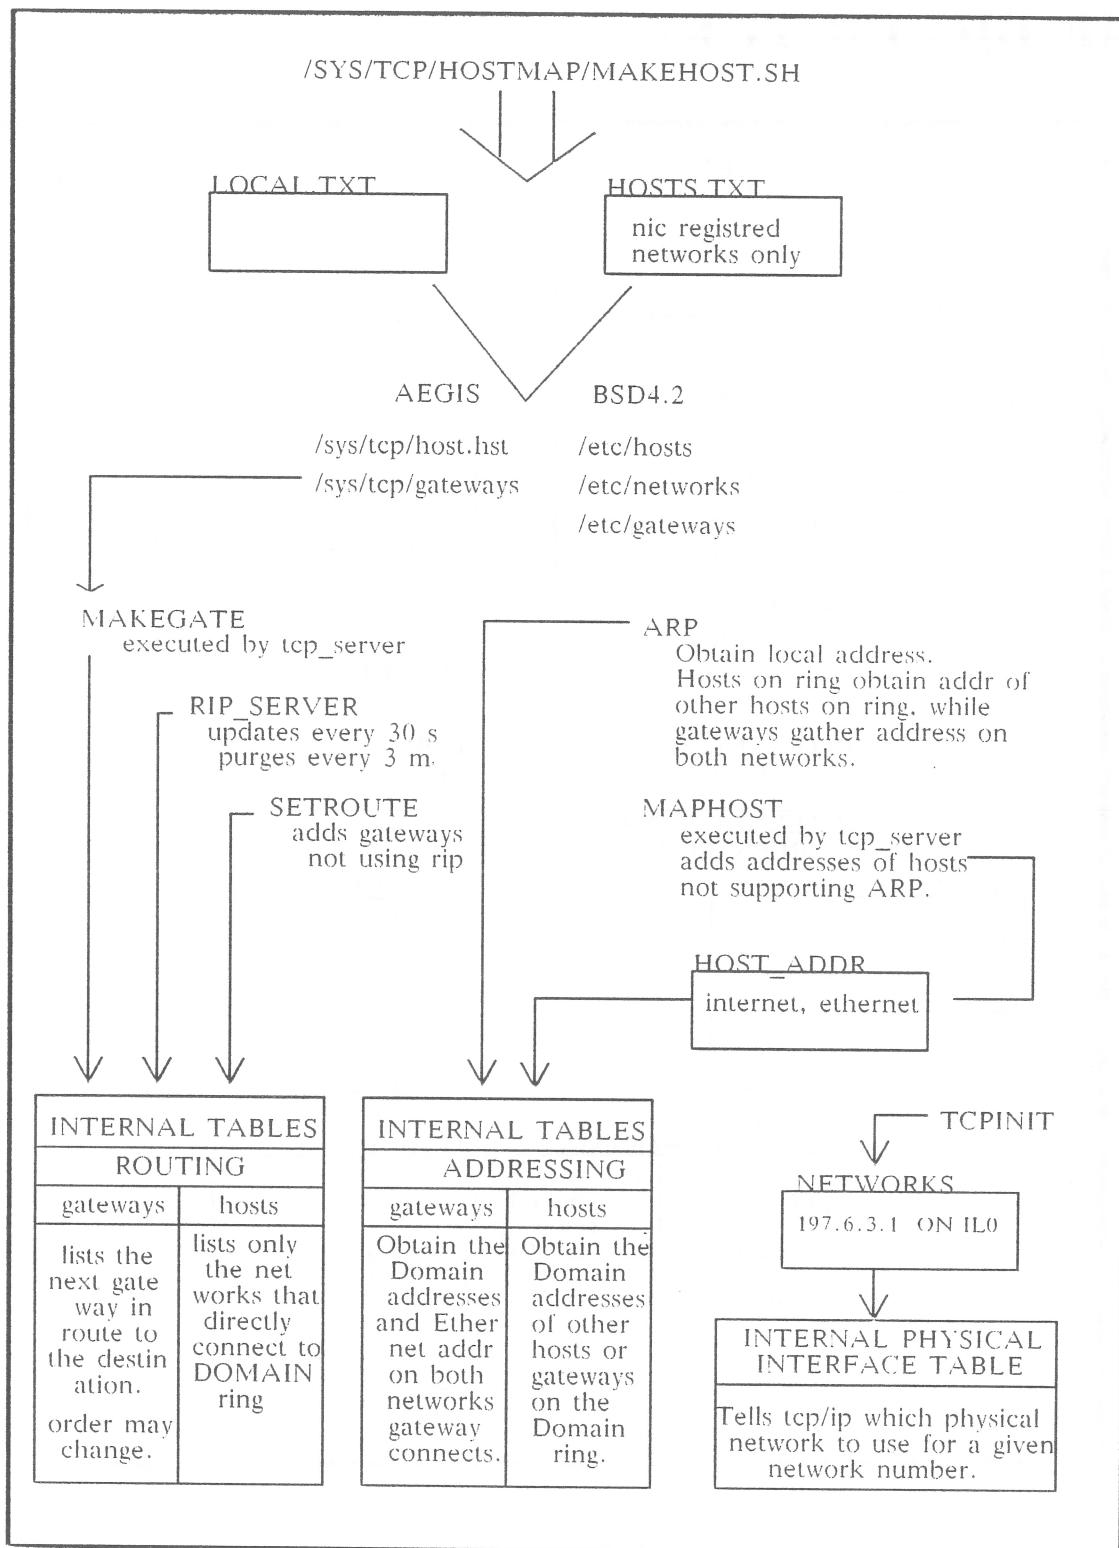 /SYS/TCP/HOSTMAP/MAKEHOST.SH
LOCAL.TXT
HOSTS.TXT
nic registred
networks only
AEGIS
BSD4.2
/sys/tcp/host.hst
/etc/hosts
/sys/tcp/gateways
/etc/networks
/etc/gateways
MAKEGATE
executed by tcp_server
RIP_SERVER
updates every 30 s
purges every 3 m.
SETROUTE
adds gateways
not using rip
ARP
Obtain local address.
Hosts on ring obtain addr of
other hosts on ring, while
gateways gather address on
both networks.
MAPHOST
executed by tcp_server
adds addresses of hosts
not supporting ARP.
HOST_ADDR
internet, ethernet
INTERNAL TABLES
ROUTING
gateways
hosts
lists the
next gate
way in
route to
the destin
ation.
order may
change.
lists only
the net
works that
directly
connect to
DOMAIN
ring
INTERNAL TABLES
ADDRESSING
gateways
hosts
Obtain the
Domain
addresses
and Ether
net addr
on both
networks
gateway
connects.
Obtain the
Domain
addresses
of other
hosts or
gateways
on the
Domain
ring.
TCPINIT
NETWORKS
197.6.3.1 ON IL0
INTERNAL PHYSICAL
INTERFACE TABLE
Tells tcp/ip which physical
network to use for a given
network number.